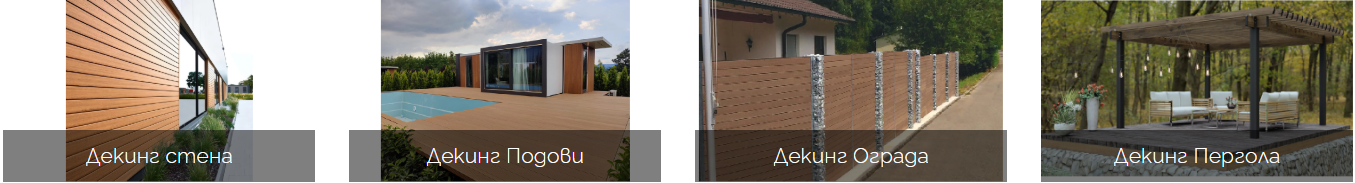 Декинг стена
Декинг Подови
Декинг Ограда
Декинг Пергола